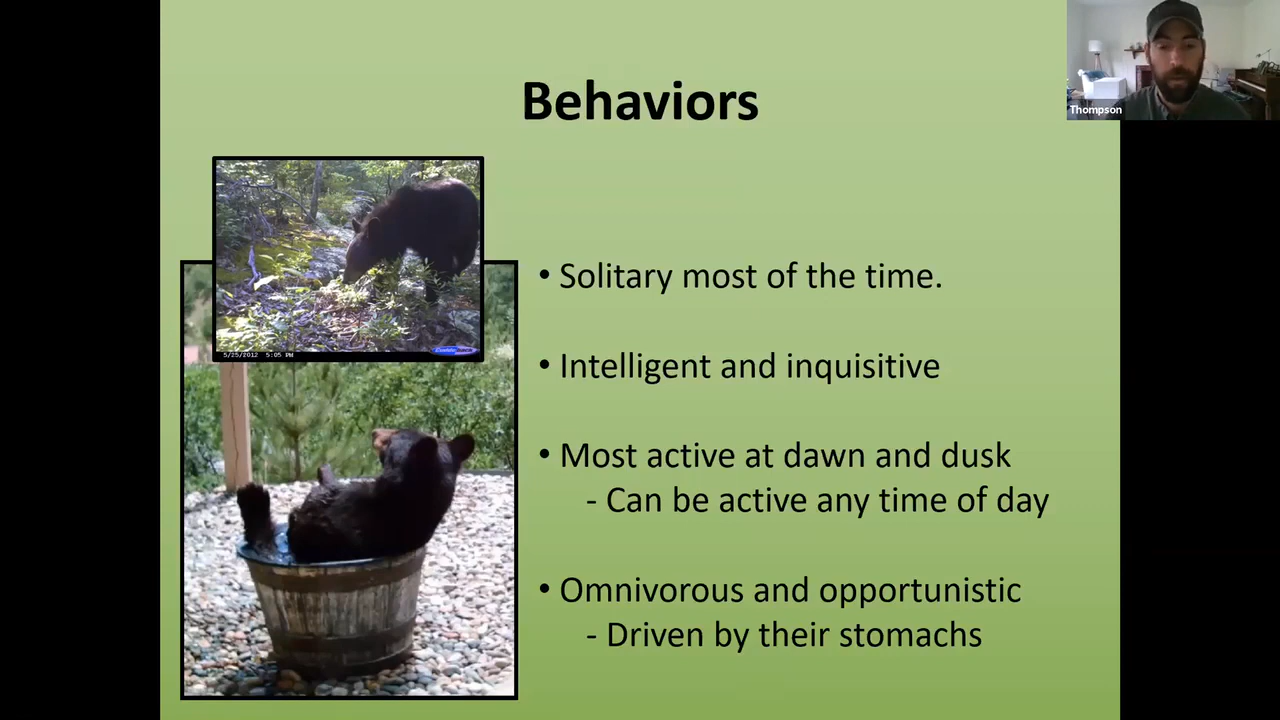 Behaviors
Thompson
5/25/2012 5:05 PM
• Solitary most of the time.
• Intelligent and inquisitive
• Most active at dawn and dusk
- Can be active any time of day
• Omnivorous and opportunistic
- Driven by their stomachs